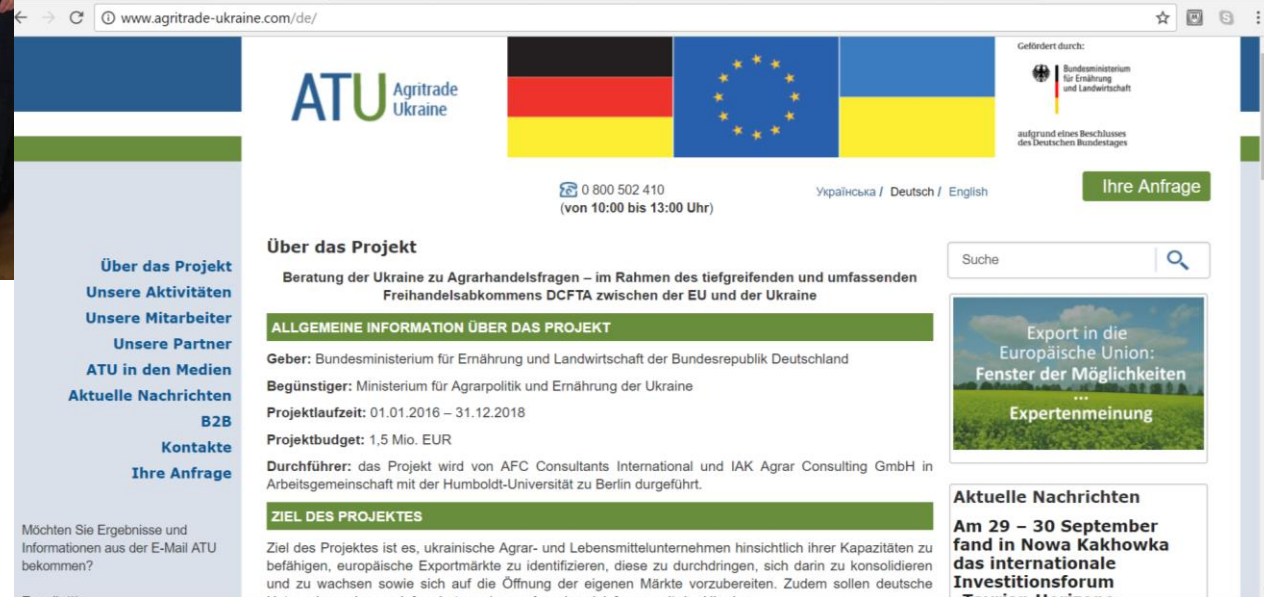 www.agritrade-ukraine.com/de/
ATU Agritrade
Ukraine
Gefördert durch:
Bundesministerium
für Ernährung
und Landwirtschaft
aufgrund eines Beschlusses
des Deutschen Bundestages
0 800 502 410
(von 10:00 bis 13:00 Uhr)
Українська / Deutsch / English
Ihre Anfrage
Über das Projekt
Unsere Aktivitäten
Unsere Mitarbeiter
Unsere Partner
ATU in den Medien
Aktuelle Nachrichten
B2B
Kontakte
Ihre Anfrage
Möchten Sie Ergebnisse und
Informationen aus der E-Mail ATU
bekommen?
Über das Projekt
Beratung der Ukraine zu Agrarhandelsfragen – im Rahmen des tiefgreifenden und umfassenden
Freihandelsabkommens DCFTA zwischen der EU und der Ukraine
ALLGEMEINE INFORMATION ÜBER DAS PROJEKT
Geber: Bundesministerium für Ernährung und Landwirtschaft der Bundesrepublik Deutschland
Begünstiger: Ministerium für Agrarpolitik und Ernährung der Ukraine
Projektlaufzeit: 01.01.2016 – 31.12.2018
Projektbudget: 1,5 Mio. EUR
Durchführer: das Projekt wird von AFC Consultants International und IAK Agrar Consulting GmbH in
Arbeitsgemeinschaft mit der Humboldt-Universität zu Berlin durgeführt.
ZIEL DES PROJEKTES
Ziel des Projektes ist es, ukrainische Agrar- und Lebensmittelunternehmen hinsichtlich ihrer Kapazitäten zu
befähigen, europäische Exportmärkte zu identifizieren, diese zu durchdringen, sich darin zu konsolidieren
und zu wachsen sowie sich auf die Öffnung der eigenen Märkte vorzubereiten. Zudem sollen deutsche
Suche
Export in die
Europäische Union:
Fenster der Möglichkeiten
...
Expertenmeinung
Aktuelle Nachrichten
Am 29 – 30 September
fand in Nowa Kakhowka
das internationale
Investitionsforum